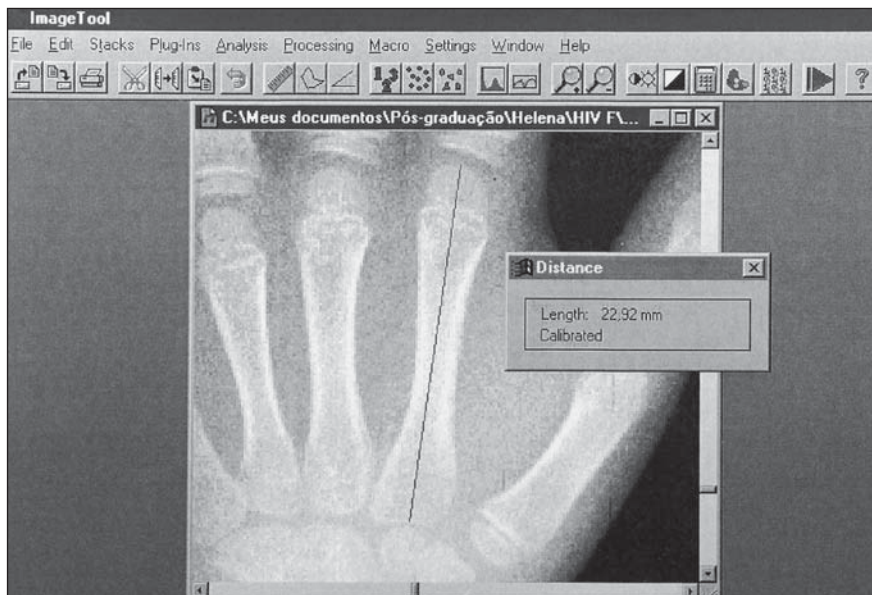 ImageTool
File Edit Stacks Plug-Ins Analysis Processing Macro Settings Window Help
C:\Meus documentos\Pós-graduação\Helena\HIV F\...
Distance
Length: 22,92 mm
Calibrated